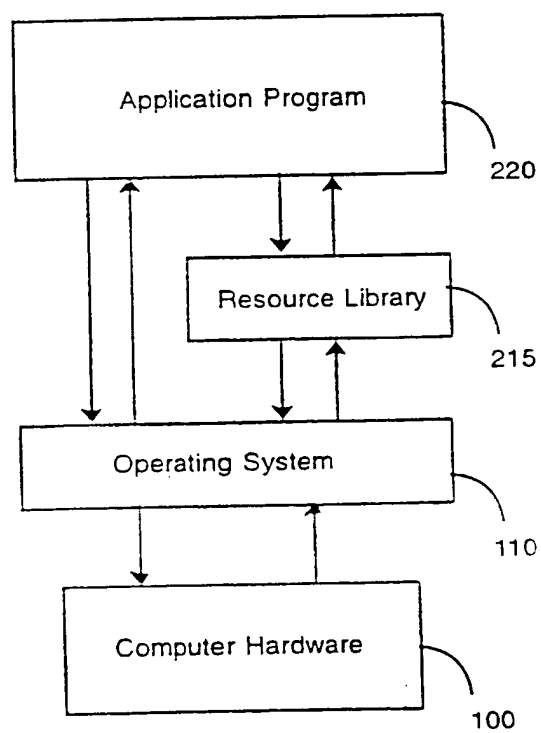 Application Program
220
Resource Library
215
Operating System
110
Computer Hardware
100